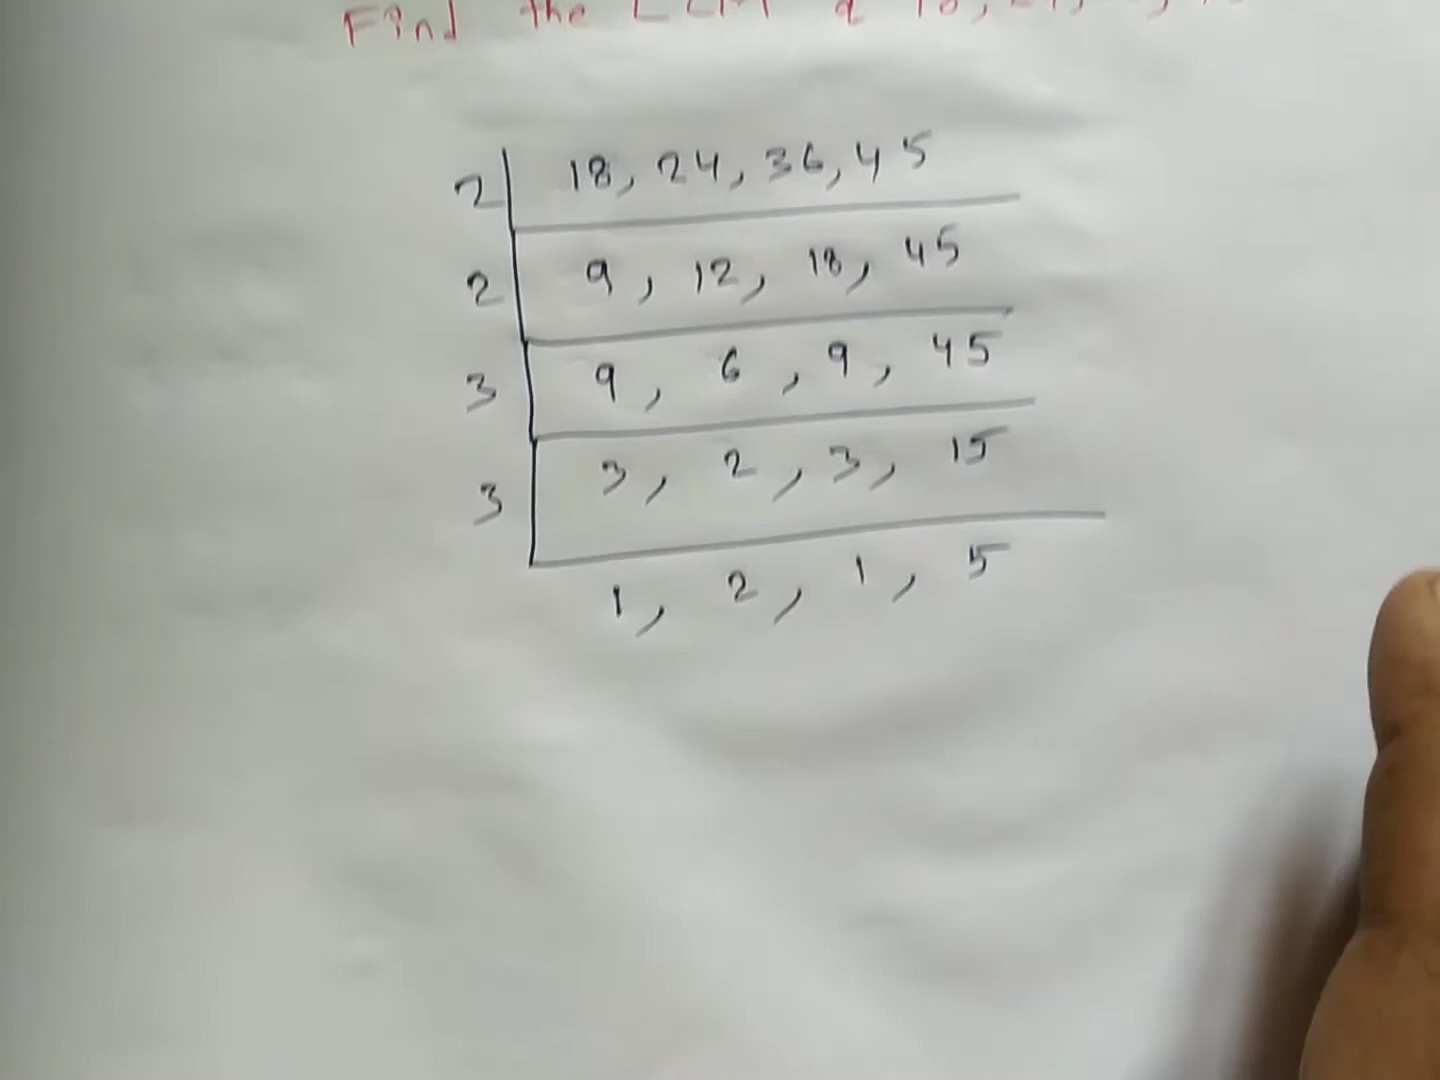 Find the LCM
2 | 18, 24, 36, 45
2 | 9, 12, 18, 45
3 | 9, 6, 9, 45
3 | 3, 2, 3, 15
1, 2, 1, 5